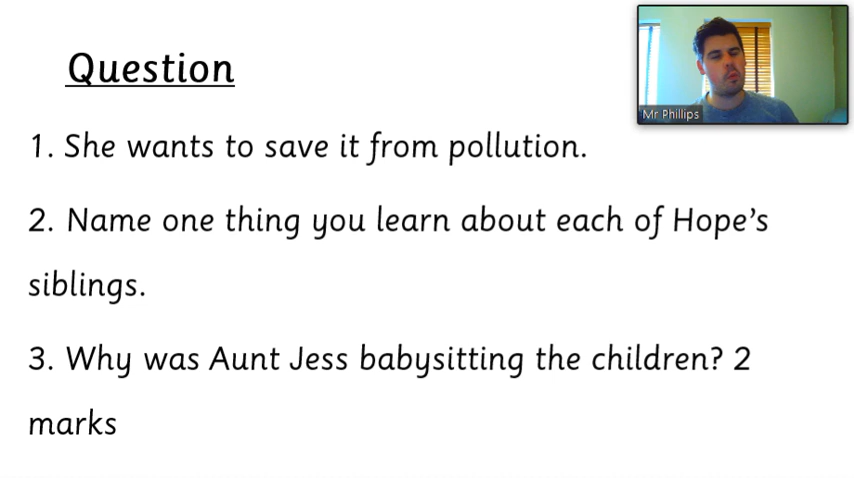 Question
Mr Phillips
1. She wants to save it from pollution.
2. Name one thing you learn about each of Hope’s
siblings.
3. Why was Aunt Jess babysitting the children? 2
marks